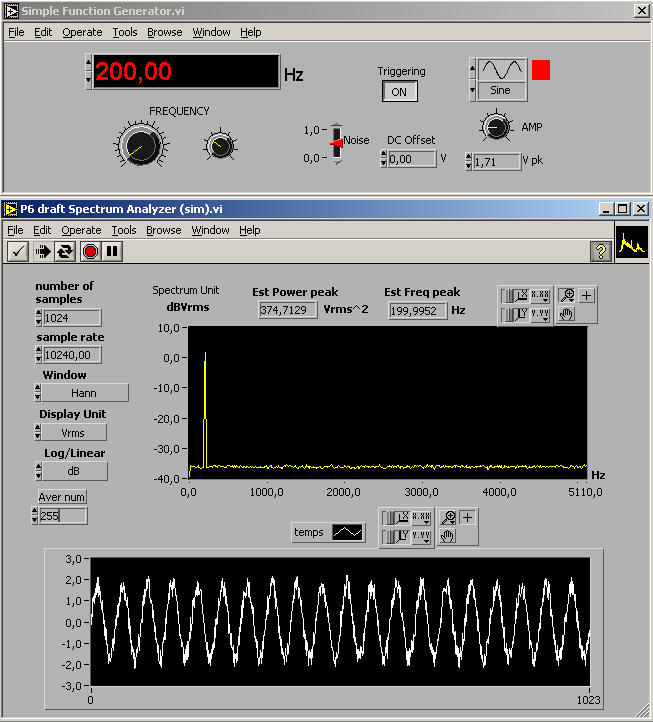 Simple Function Generator.vi
File Edit Operate Tools Browse Window Help
200,00 Hz
Triggering
ON
Sine
FREQUENCY
1,0
0,0
Noise
DC Offset
0,00 V
AMP
1,71 V pk
P6 draft Spectrum Analyzer (sim).vi
File Edit Operate Tools Browse Window Help
?
number of
samples
1024
sample rate
10240,00
Window
Hann
Display Unit
Vrms
Log/Linear
dB
Aver num
255
Spectrum Unit
dBVrms
Est Power peak
374,7129 Vrms^2
Est Freq peak
199,9952 Hz
X X.XX
Y Y.YY
10,0
0,0
-10,0
-20,0
-30,0
-40,0
0,0 1000,0 2000,0 3000,0 4000,0 5110,0
Hz
temps
X X.XX
Y Y.YY
3,0
2,0
1,0
0,0
-1,0
-2,0
-3,0
0 1023